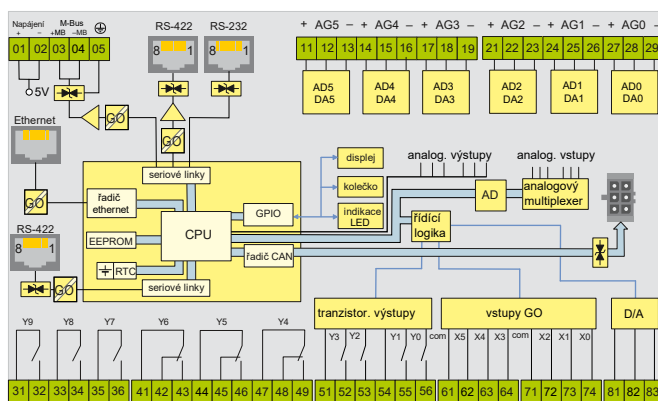 Napájení M-Bus
+ − +MB −MB
01 02 03 04 05
5V
RS-422 RS-232
8 1 8 1
+ AG5 − + AG4 − + AG3 − + AG2 − + AG1 − + AG0 −
11 12 13 14 15 16 17 18 19 21 22 23 24 25 26 27 28 29
AD5 AD4 AD3 AD2 AD1 AD0
DA5 DA4 DA3 DA2 DA1 DA0
GO
GO
Ethernet
GO
seriové linky
řadič
ethernet
EEPROM
RTC
CPU
GPIO
řadič CAN
seriové linky
displej
kolečko
indikace
LED
analog. výstupy
analog. vstupy
AD
analogový
multiplexer
řídící
logika
RS-422
8 1
GO
tranzistor. výstupy
vstupy GO
D/A
Y9 Y8 Y7 Y6 Y5 Y4
Y3 Y2 Y1 Y0 com X5 X4 X3 com X2 X1 X0
31 32 33 34 35 36 41 42 43 44 45 46 47 48 49 51 52 53 54 55 56 61 62 63 64 71 72 73 74 81 82 83